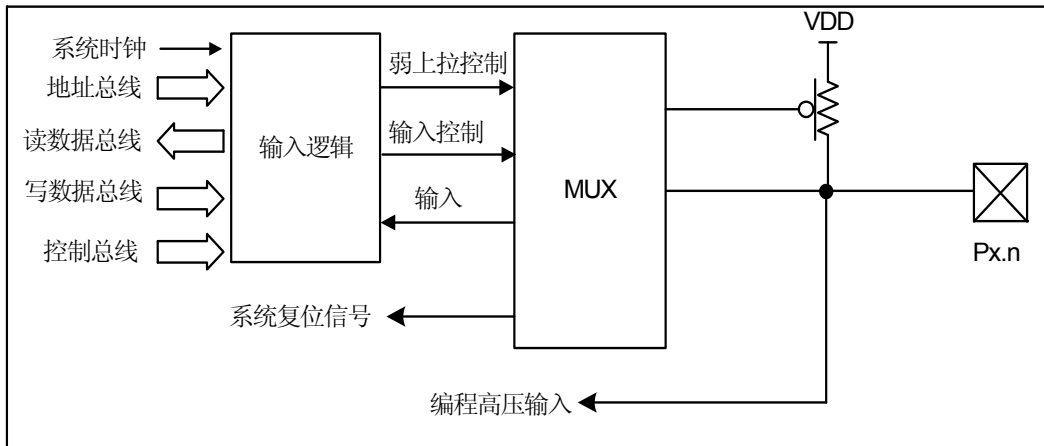 VDD
系统时钟
地址总线
读数据总线
写数据总线
控制总线
输入逻辑
弱上拉控制
输入控制
输入
MUX
Px.n
系统复位信号
编程高压输入